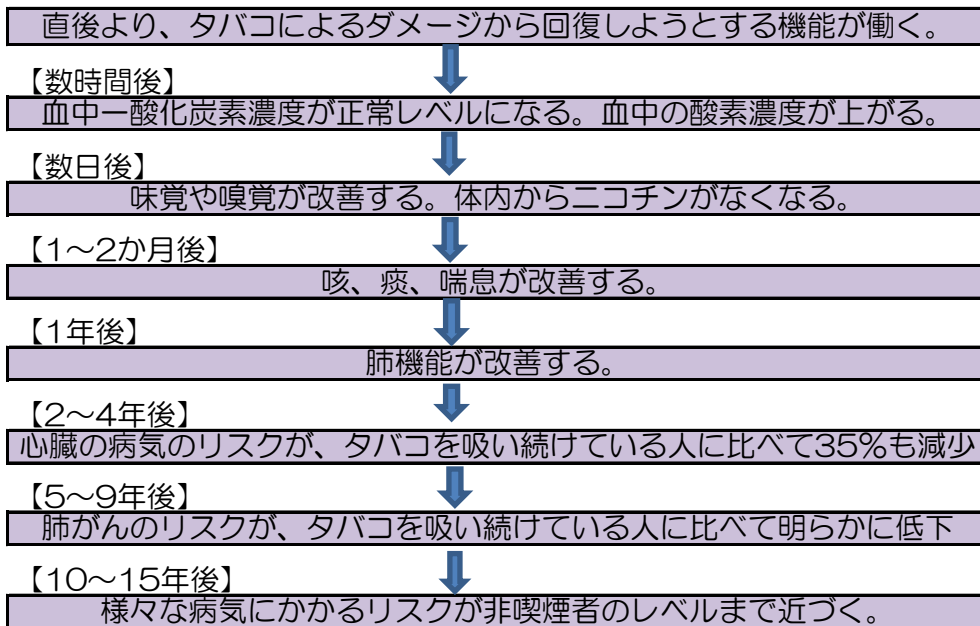 直後より、タバコによるダメージから回復しようとする機能が働く。
【数時間後】
血中一酸化炭素濃度が正常レベルになる。血中の酸素濃度が上がる。
【数日後】
味覚や嗅覚が改善する。体内からニコチンがなくなる。
【1～2か月後】
咳、痰、喘息が改善する。
【1年後】
肺機能が改善する。
【2～4年後】
心臓の病気のリスクが、タバコを吸い続けている人に比べて35%も減少
【5～9年後】
肺がんのリスクが、タバコを吸い続けている人に比べて明らかに低下
【10～15年後】
様々な病気にかかるリスクが非喫煙者のレベルまで近づく。